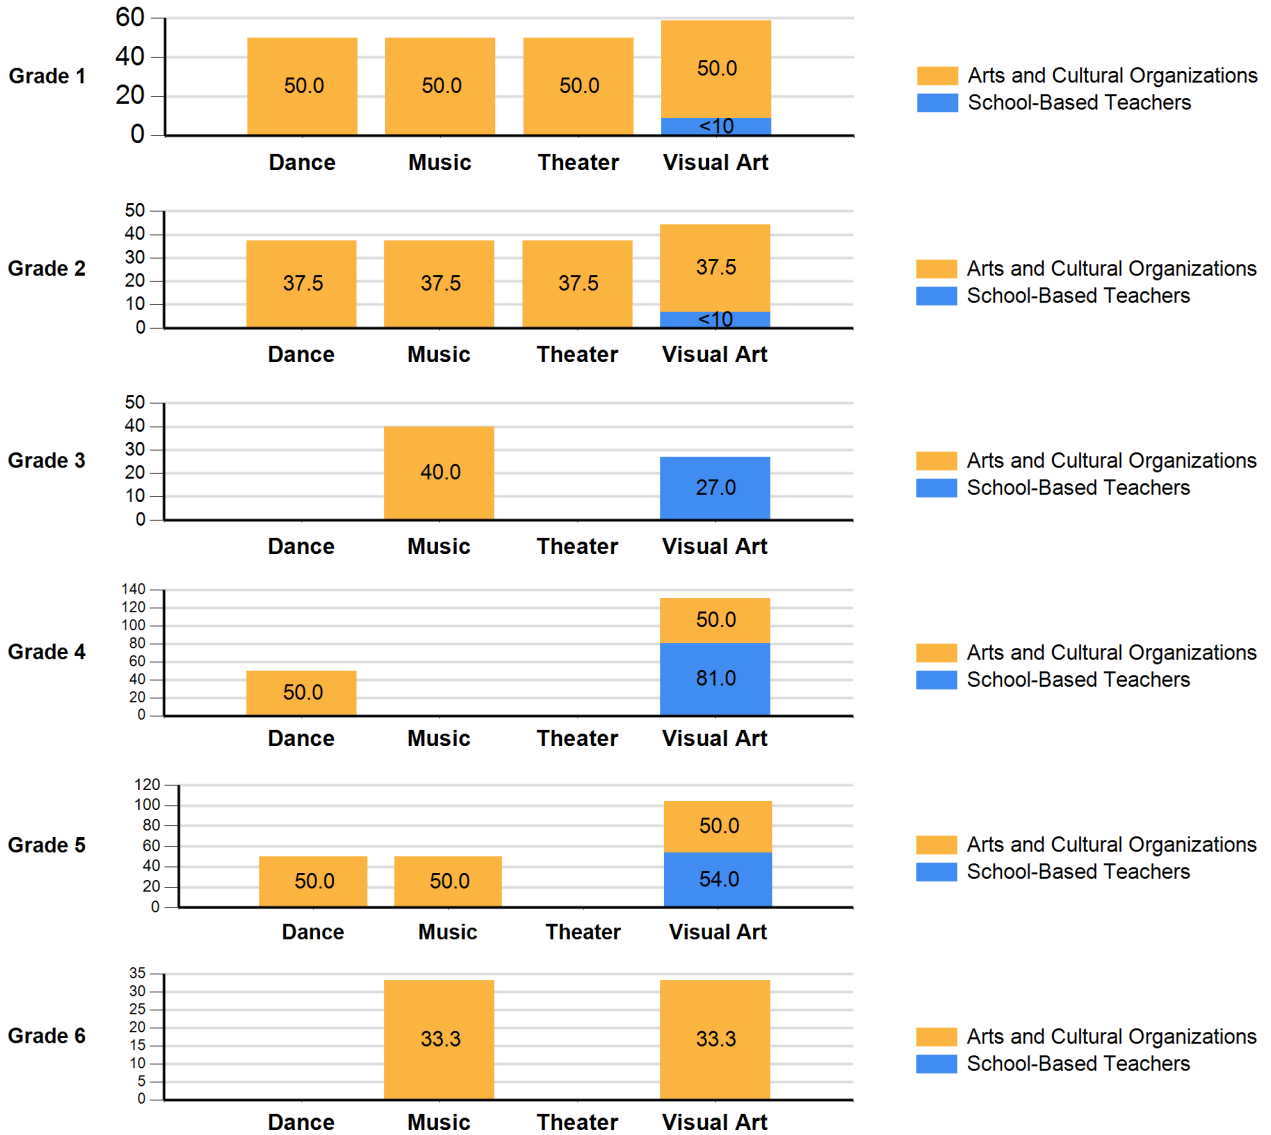 Grade 1
60
40
20
0
50.0 50.0 50.0 50.0
<10
Dance Music Theater Visual Art
Arts and Cultural Organizations
School-Based Teachers
Grade 2
50
40
30
20
10
0
37.5 37.5 37.5 37.5
<10
Dance Music Theater Visual Art
Arts and Cultural Organizations
School-Based Teachers
Grade 3
50
40
30
20
10
0
40.0 27.0
Dance Music Theater Visual Art
Arts and Cultural Organizations
School-Based Teachers
Grade 4
140
120
100
80
60
40
20
0
50.0
81.0
50.0
Dance Music Theater Visual Art
Arts and Cultural Organizations
School-Based Teachers
Grade 5
120
100
80
60
40
20
0
50.0
50.0 50.0 54.0
Dance Music Theater Visual Art
Arts and Cultural Organizations
School-Based Teachers
Grade 6
35
30
25
20
15
10
5
0
33.3 33.3
Dance Music Theater Visual Art
Arts and Cultural Organizations
School-Based Teachers